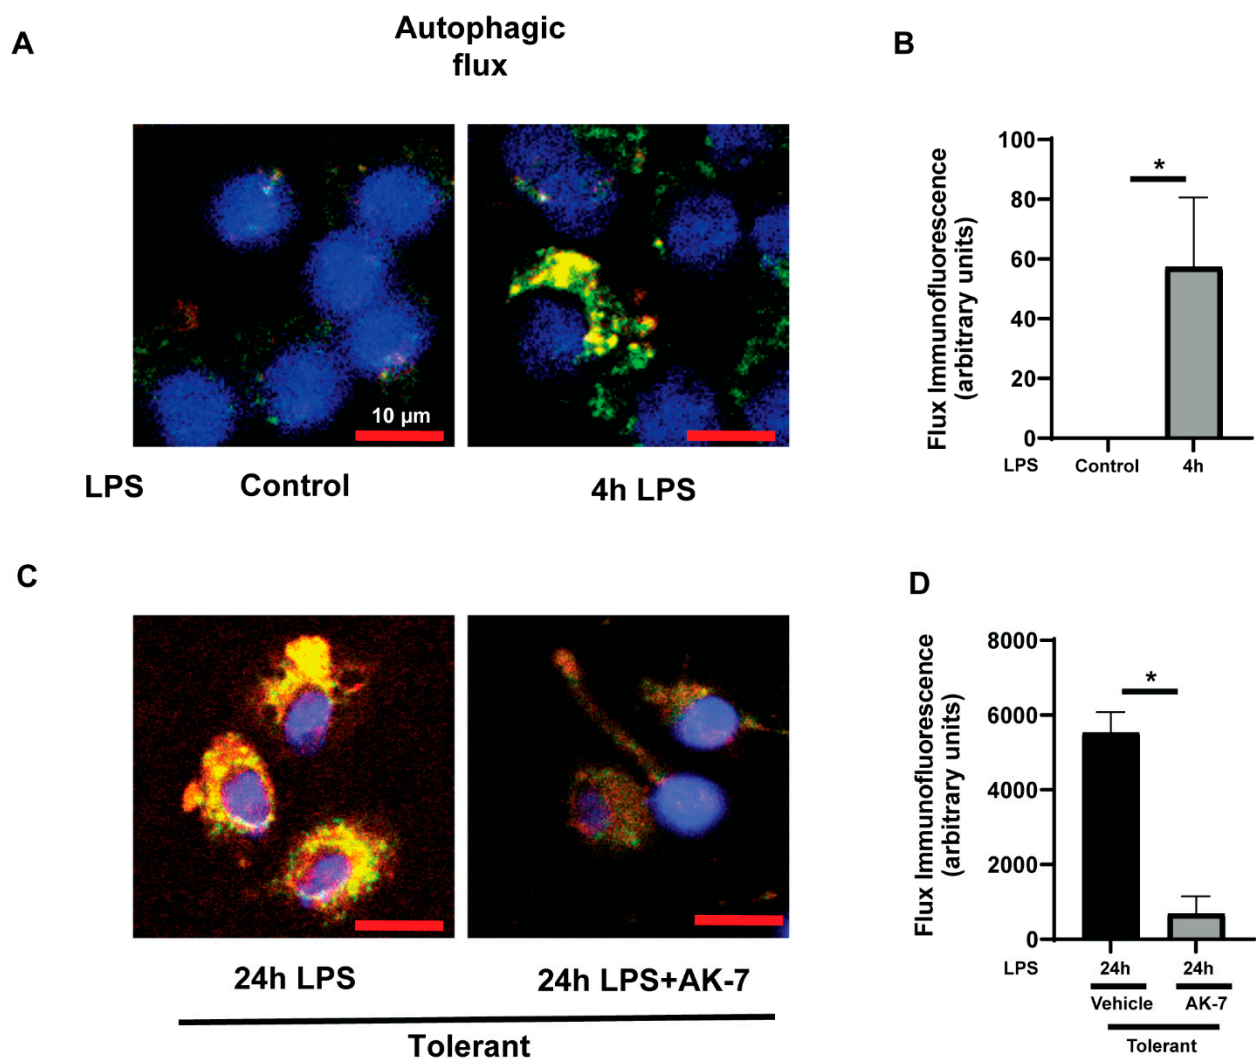 A
Autophagic
flux
10 µm
LPS
Control
4h LPS
B
Flux Immunofluorescence
(arbitrary units)
100
80
60
40
20
0
*
LPS
Control
4h
C
24h LPS
24h LPS+AK-7
Tolerant
D
Flux Immunofluorescence
(arbitrary units)
8000
6000
4000
2000
0
*
LPS
24h
24h
Vehicle
AK-7
Tolerant